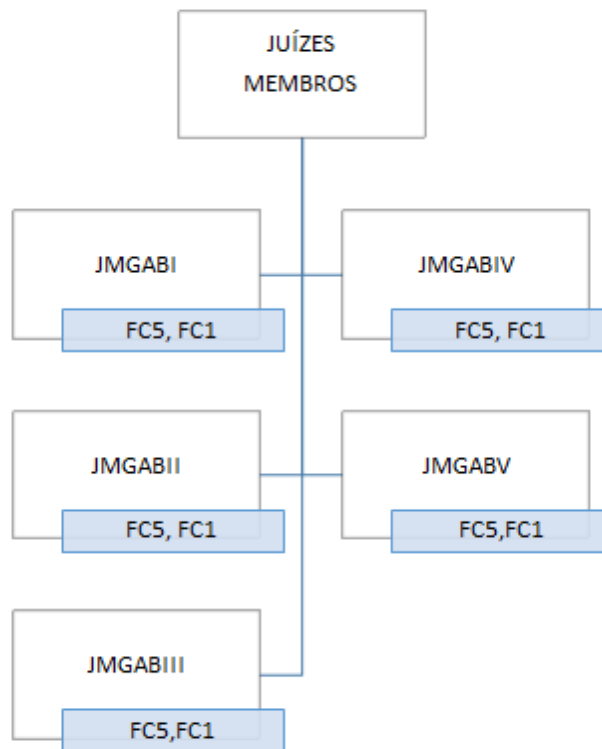 JUÍZES
MEMBROS
JMGABI
FC5, FC1
JMGABIV
FC5, FC1
JMGABII
FC5, FC1
JMGABV
FC5,FC1
JMGABIII
FC5,FC1